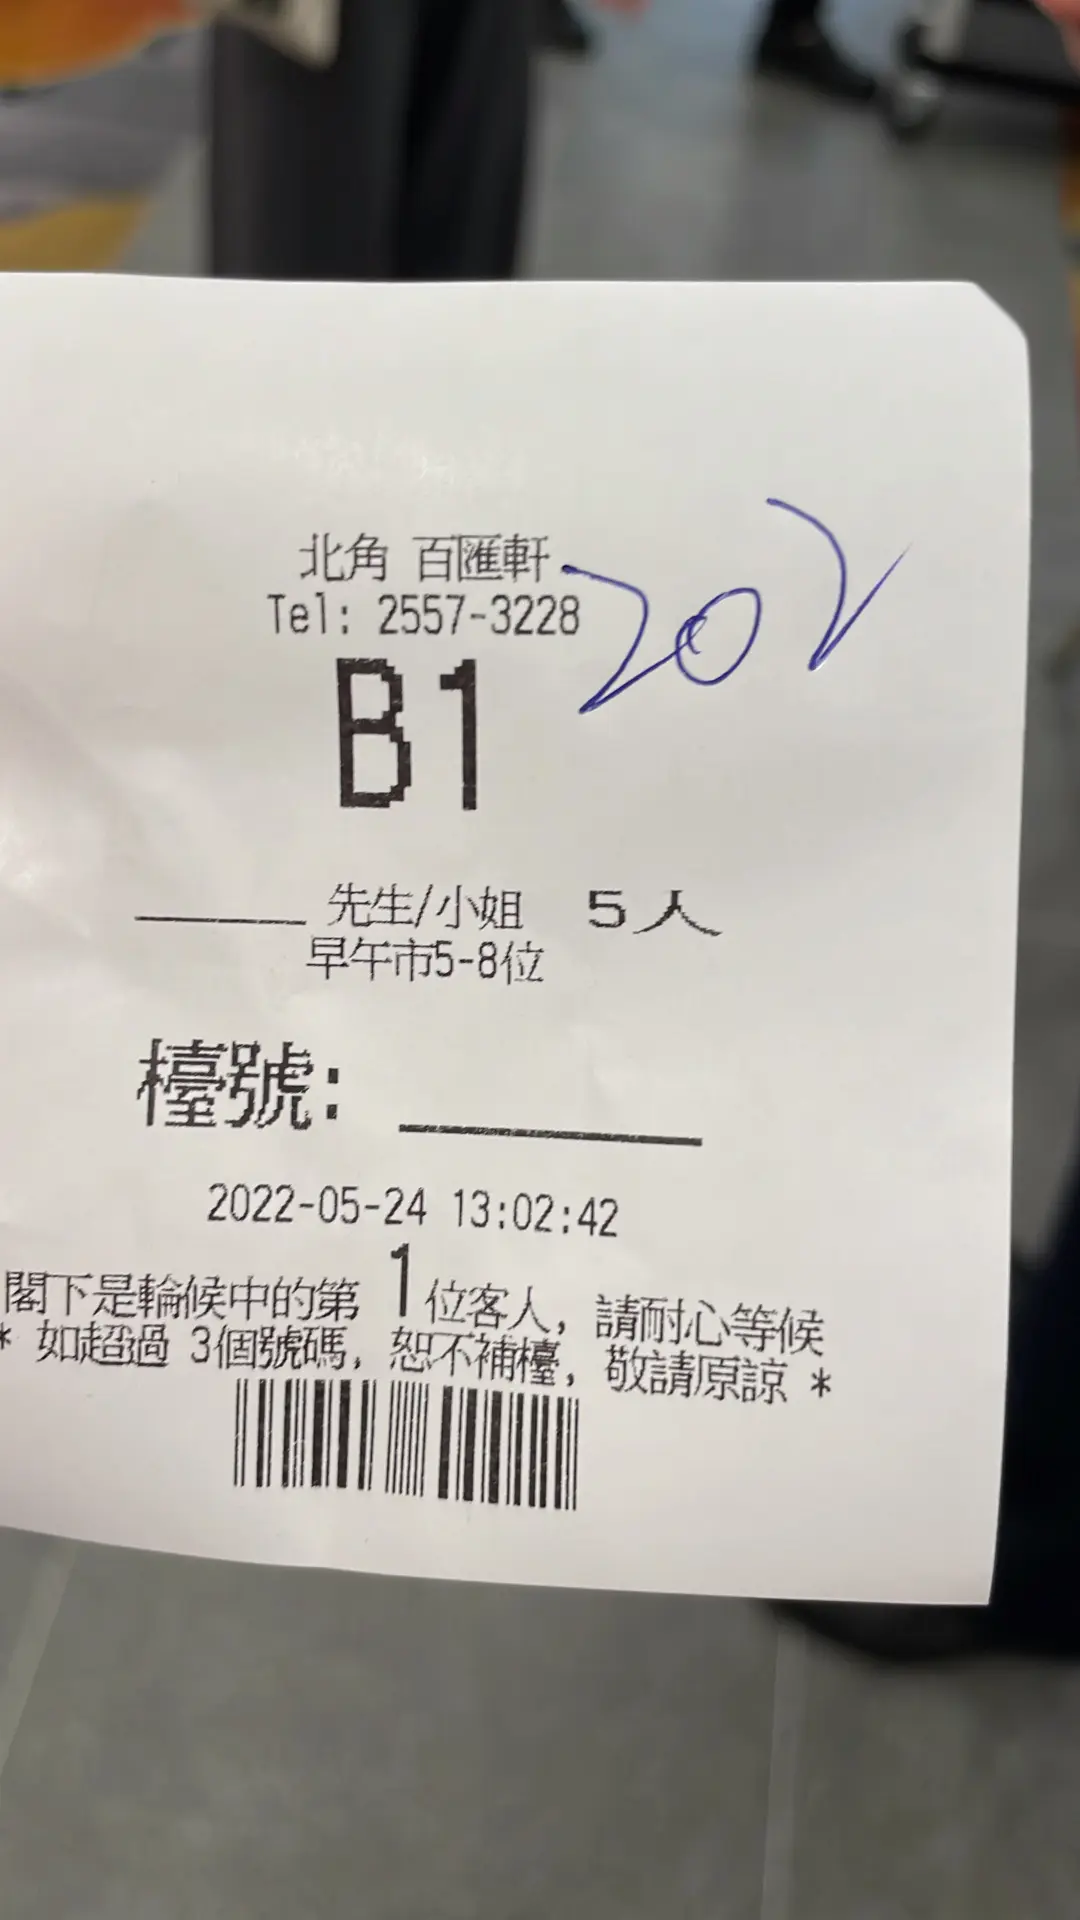 北角 百匯軒
Tel: 2557-3228
202
B1
______ 先生/小姐 5人
早午市5-8位
檯號: ______
2022-05-24 13:02:42
閣下是輪候中的第 1 位客人, 請耐心等候
* 如超過 3個號碼, 恕不補檯, 敬請原諒 *